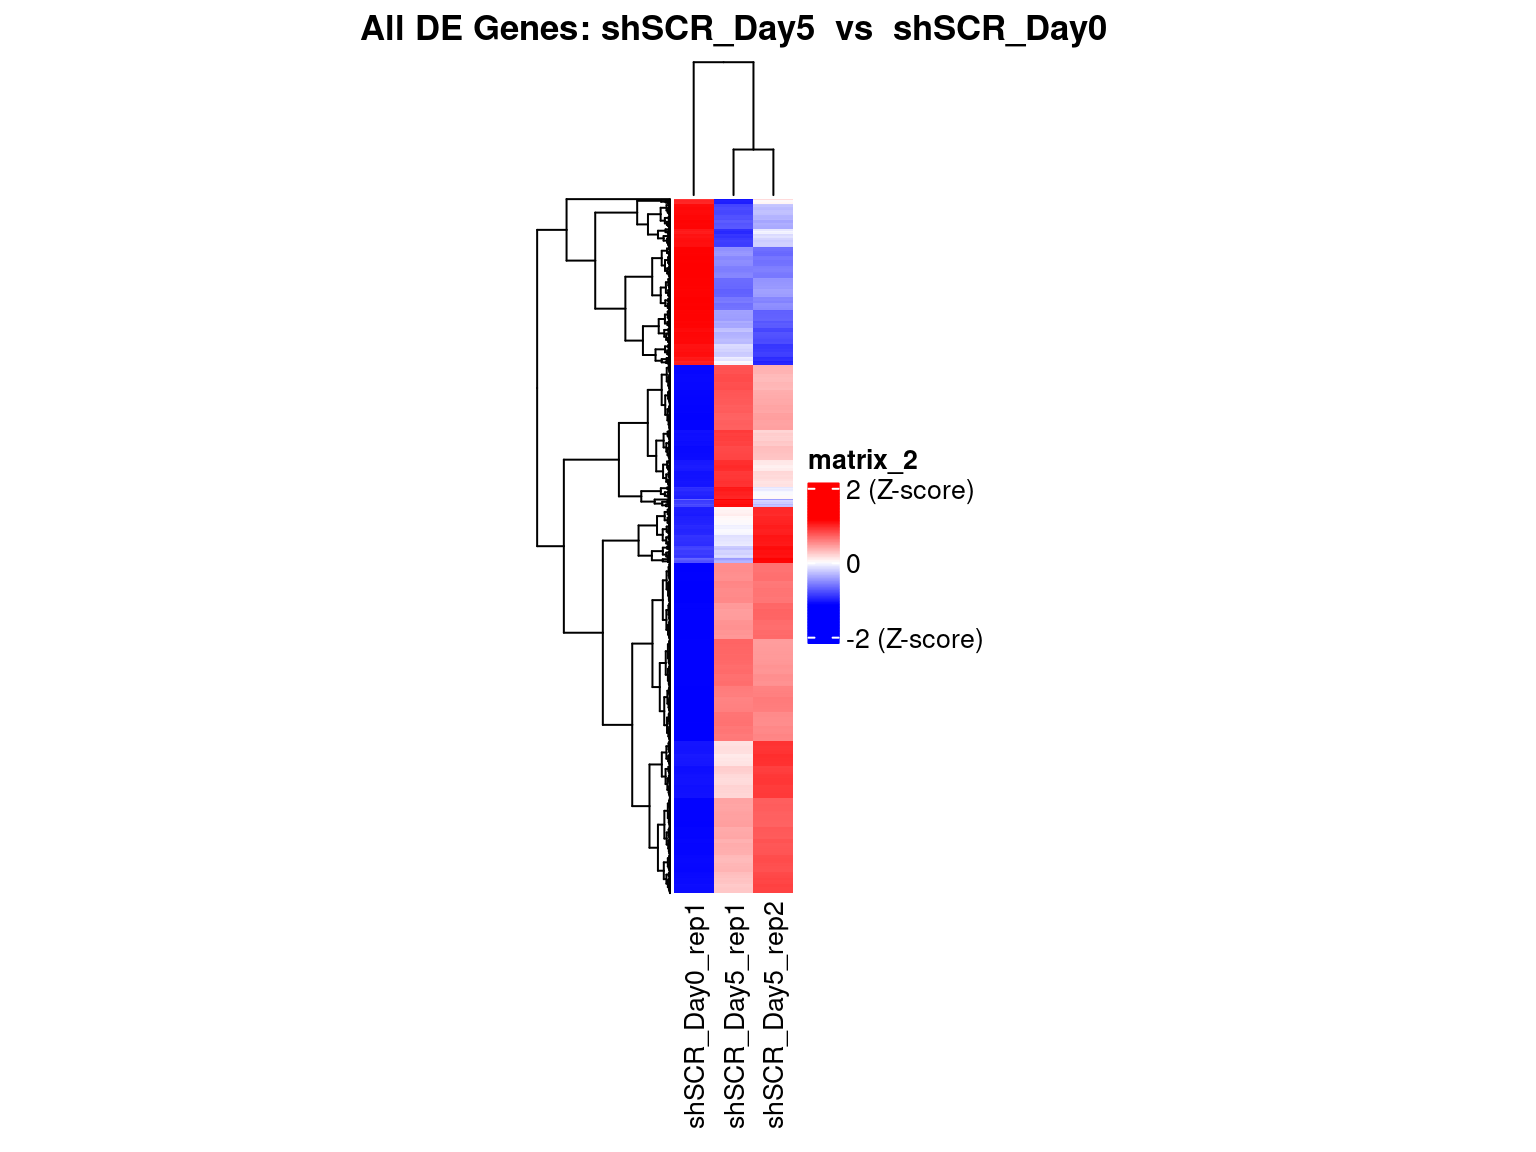 All DE Genes: shSCR_Day5  vs  shSCR_Day0
matrix_2
2 (Z-score)
0
-2 (Z-score)
shSCR_Day0_rep1
shSCR_Day5_rep1
shSCR_Day5_rep2